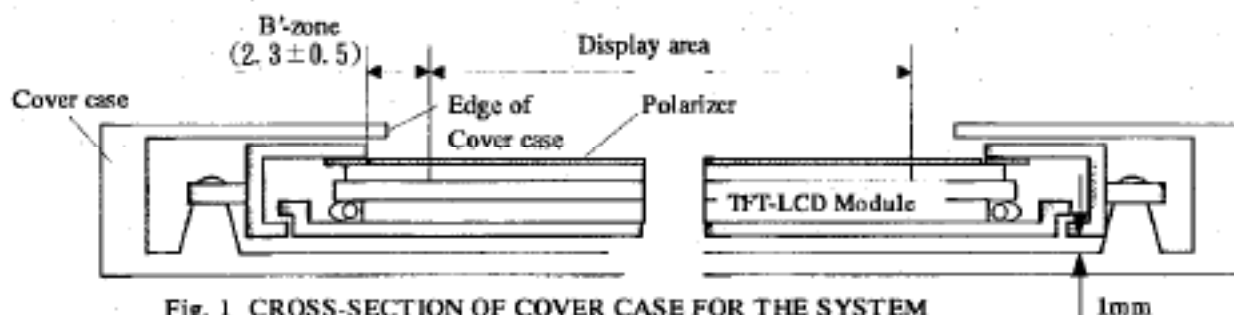 B'-zone
(2.3±0.5)
Display area
Cover case
Edge of
Cover case
Polarizer
TFT-LCD Module
Fig. 1 CROSS-SECTION OF COVER CASE FOR THE SYSTEM
1mm